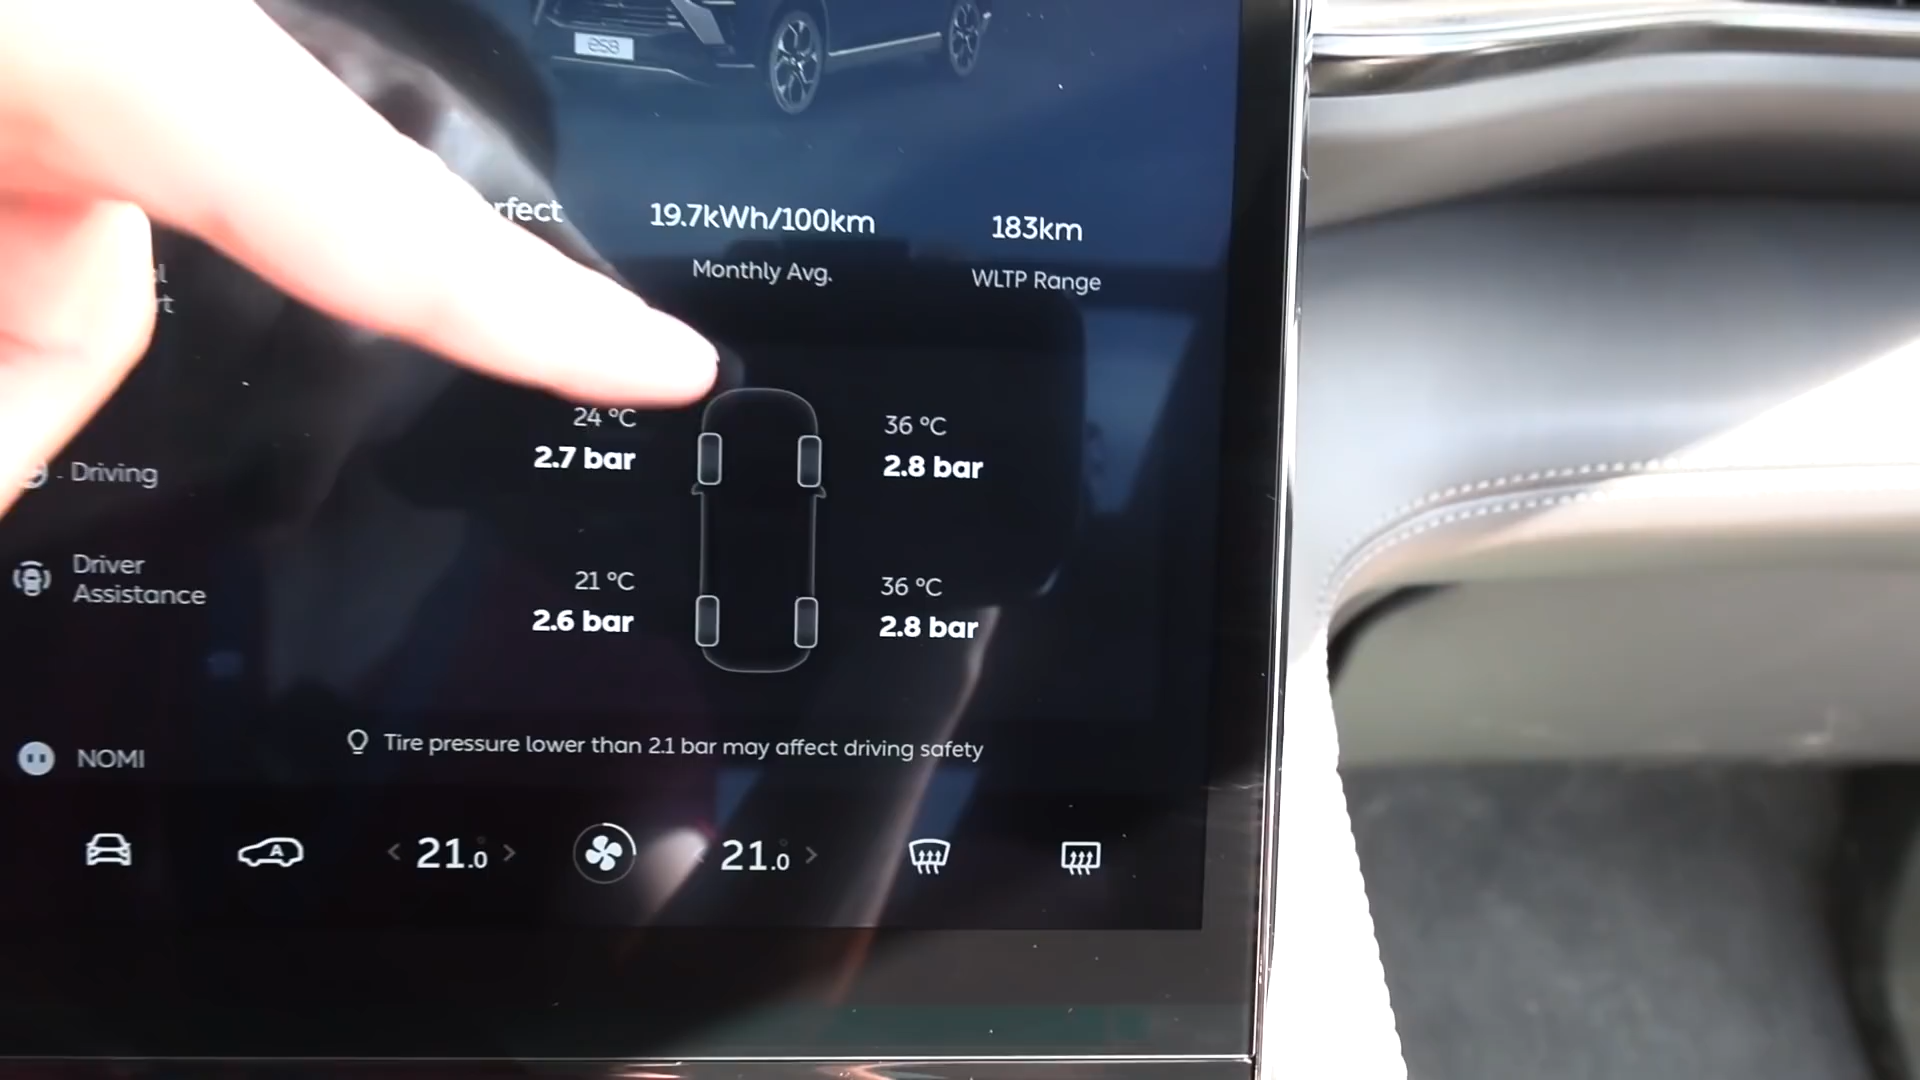 es8
19.7kWh/100km
183km
Monthly Avg.
WLTP Range
24 °C
36 °C
2.7 bar
2.8 bar
Driving
Driver
Assistance
21 °C
36 °C
2.6 bar
2.8 bar
Tire pressure lower than 2.1 bar may affect driving safety
NOMI
A
< 21.0 >
< 21.0 >